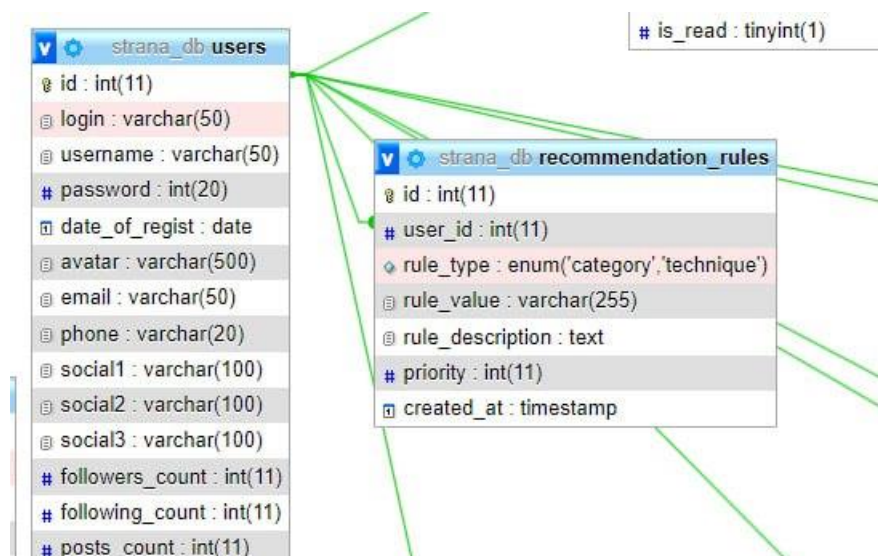 strana_db users
id : int(11)
login : varchar(50)
username : varchar(50)
password : int(20)
date_of_regist : date
avatar : varchar(500)
email : varchar(50)
phone : varchar(20)
social1 : varchar(100)
social2 : varchar(100)
social3 : varchar(100)
# followers_count : int(11)
# following_count : int(11)
# posts_count : int(11)
# is_read : tinyint(1)
strana_db recommendation_rules
id : int(11)
# user_id : int(11)
rule_type : enum('category','technique')
rule_value : varchar(255)
rule_description : text
# priority : int(11)
created_at : timestamp